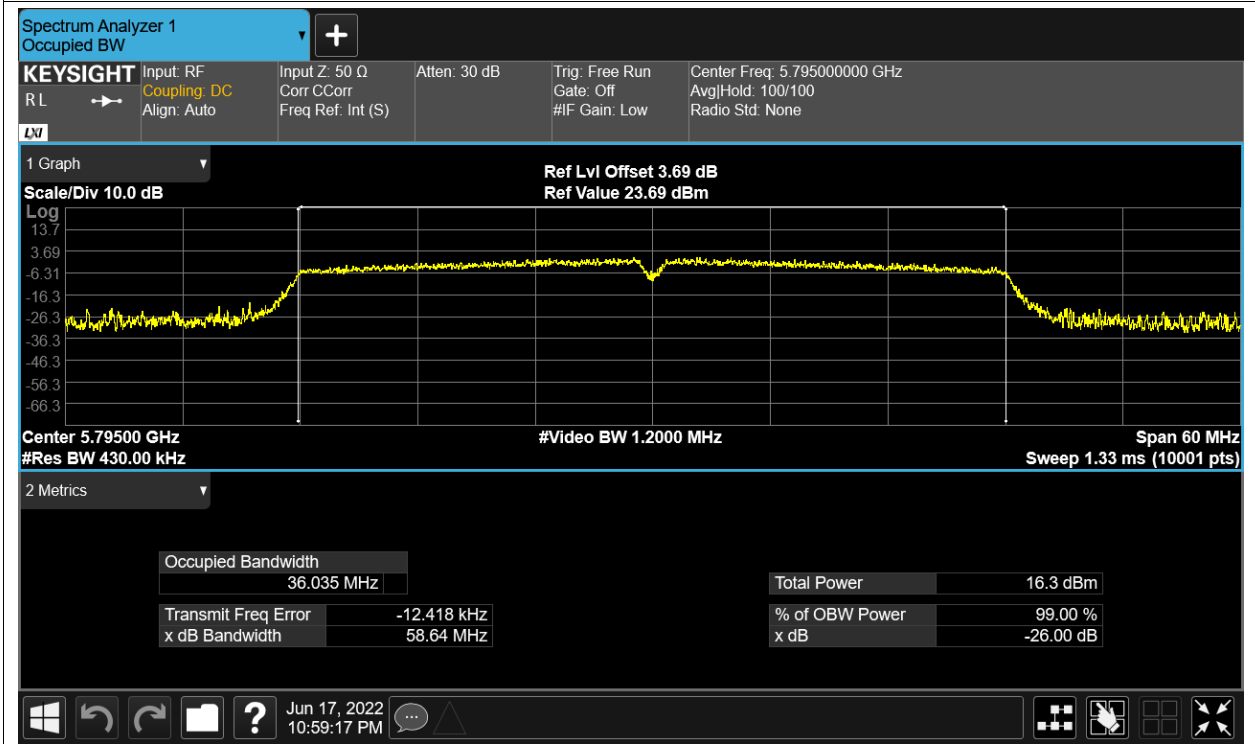 Spectrum Analyzer 1
Occupied BW
KEYSIGHT
R L
LXI
Input: RF
Coupling: DC
Align: Auto
Input Z: 50 Ω
Corr CCorr
Freq Ref: Int (S)
Atten: 30 dB
Trig: Free Run
Gate: Off
#IF Gain: Low
Center Freq: 5.795000000 GHz
Avg|Hold: 100/100
Radio Std: None
1 Graph
Scale/Div 10.0 dB
Ref Lvl Offset 3.69 dB
Ref Value 23.69 dBm
Log
13.7
3.69
-6.31
-16.3
-26.3
-36.3
-46.3
-56.3
-66.3
Center 5.79500 GHz
#Res BW 430.00 kHz
#Video BW 1.2000 MHz
Span 60 MHz
Sweep 1.33 ms (10001 pts)
2 Metrics
Occupied Bandwidth
36.035 MHz
Transmit Freq Error -12.418 kHz
x dB Bandwidth 58.64 MHz
Total Power 16.3 dBm
% of OBW Power 99.00 %
x dB -26.00 dB
?
Jun 17, 2022
10:59:17 PM